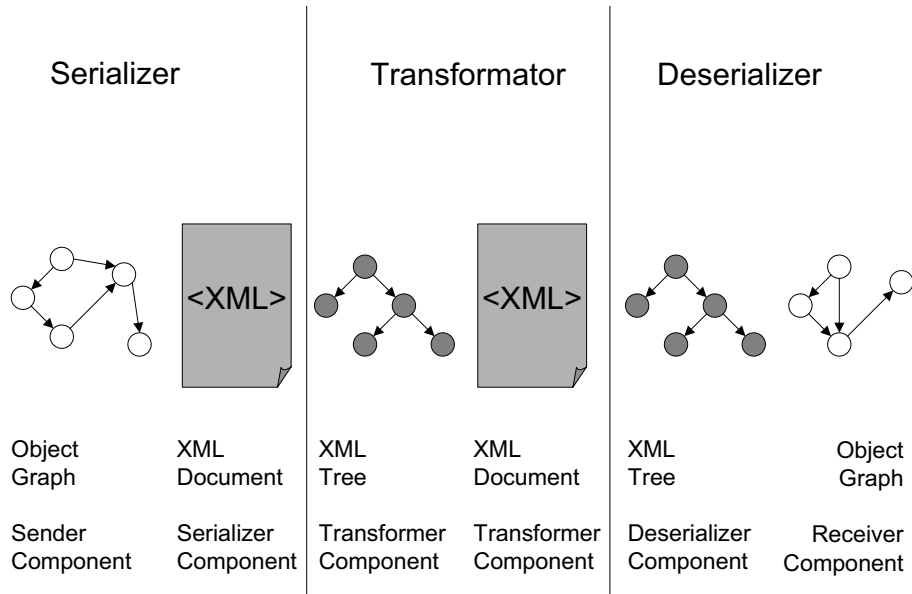 Serializer
Transformator
Deserializer
<XML>
<XML>
Object
Graph
XML
Document
XML
Tree
XML
Document
XML
Tree
Object
Graph
Sender
Component
Serializer
Component
Transformer
Component
Transformer
Component
Deserializer
Component
Receiver
Component